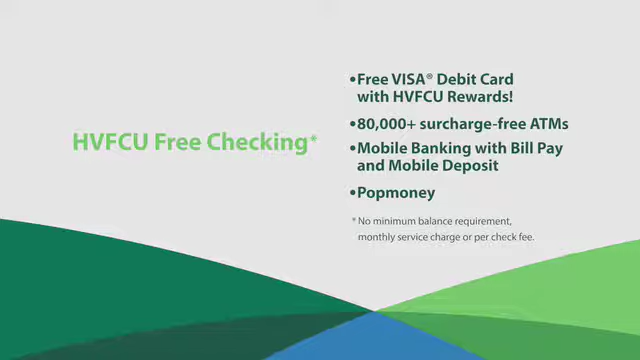 HVFCU Free Checking*
•Free VISA® Debit Card
with HVFCU Rewards!
•80,000+ surcharge-free ATMs
•Mobile Banking with Bill Pay
and Mobile Deposit
•Popmoney
* No minimum balance requirement,
monthly service charge or per check fee.